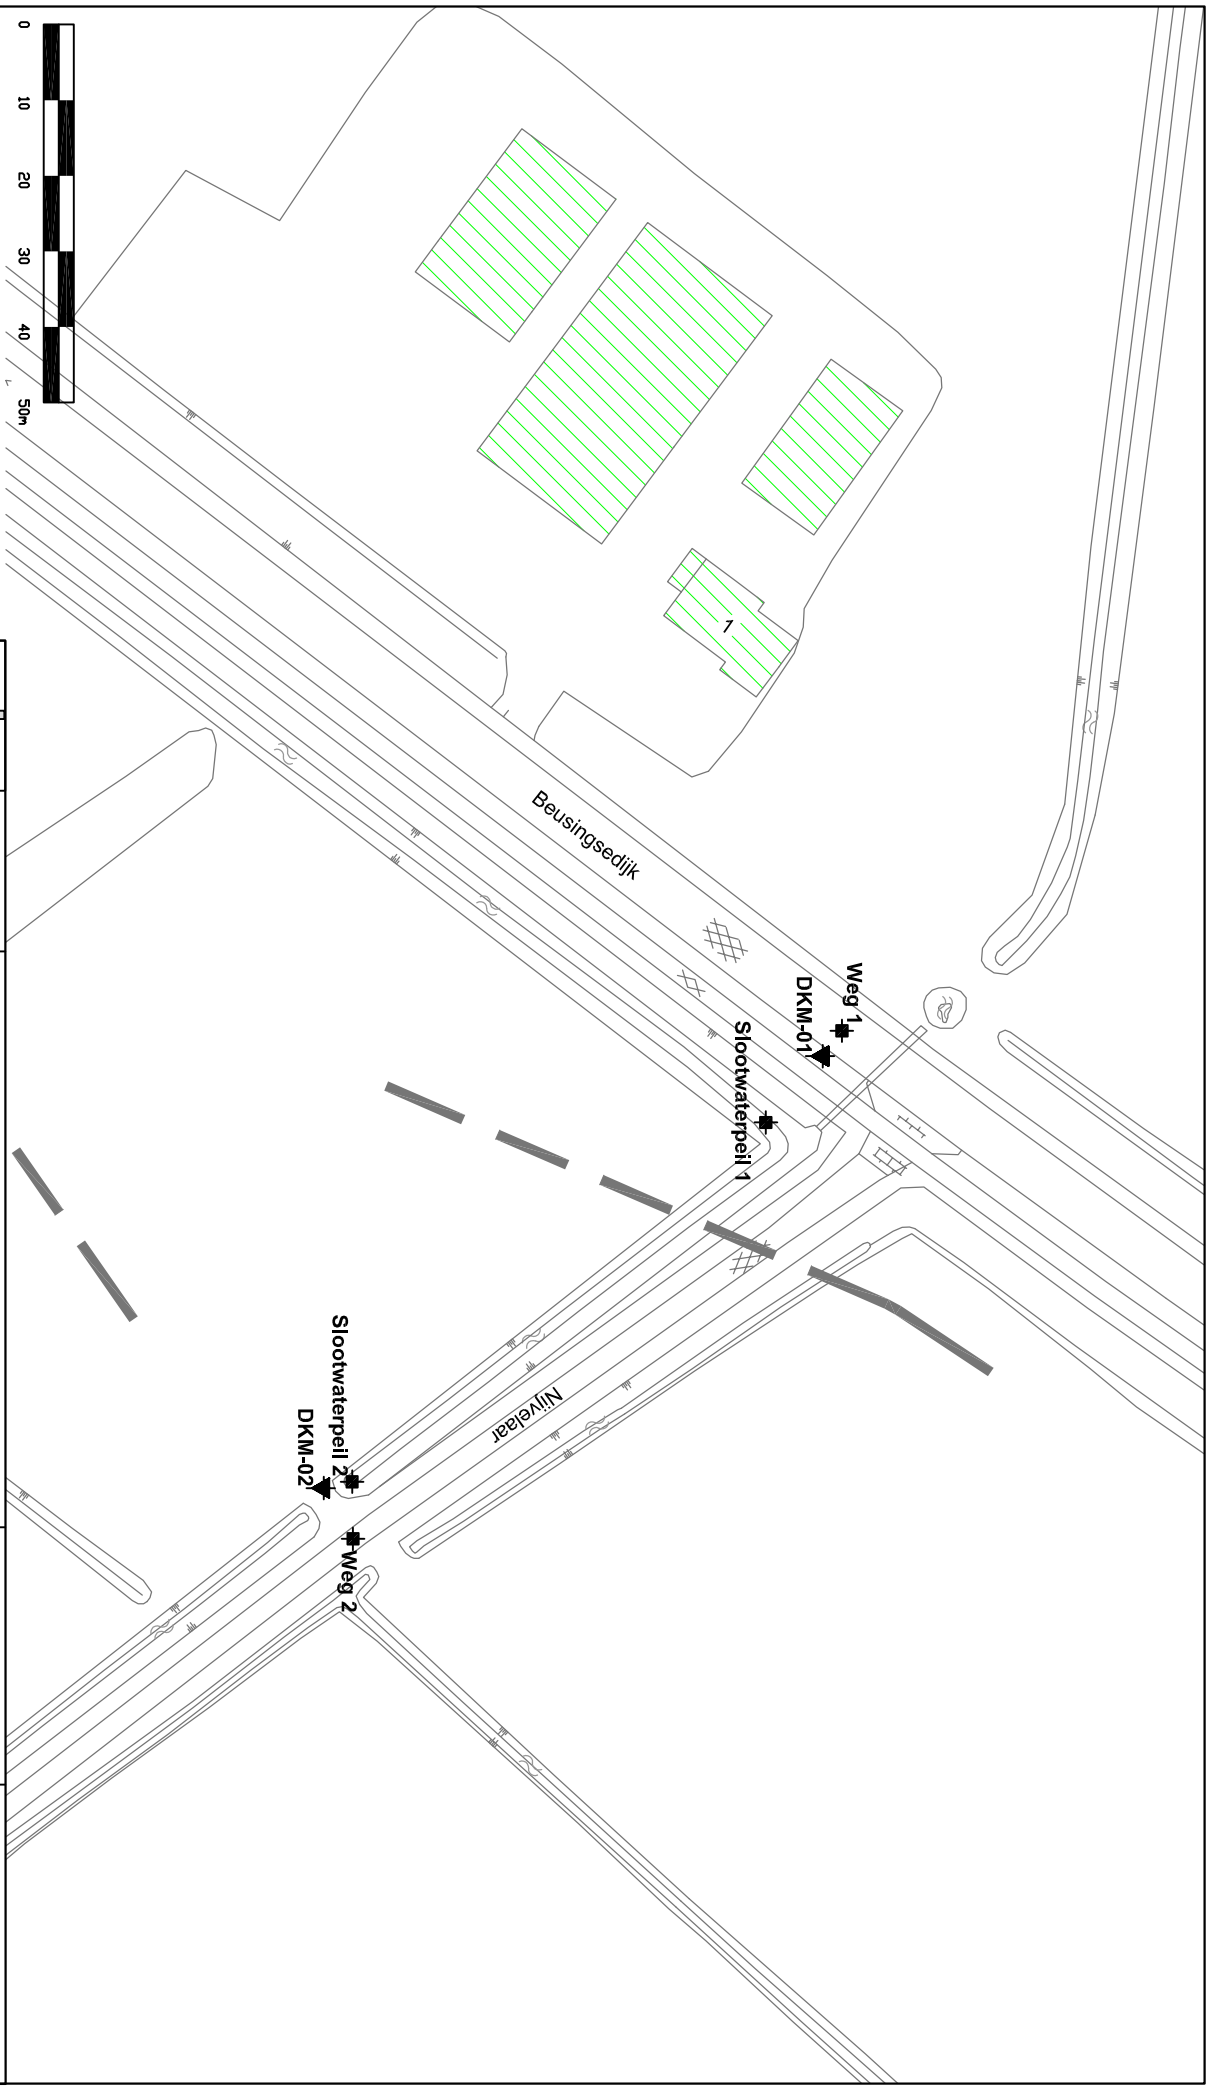 0
10
20
30
40
50m
1
Beusingsedijk
Weg 1
DKM-01
Slootwaterpeil 1
Nijvelaar
Slootwaterpeil 2
DKM-02
Weg 2